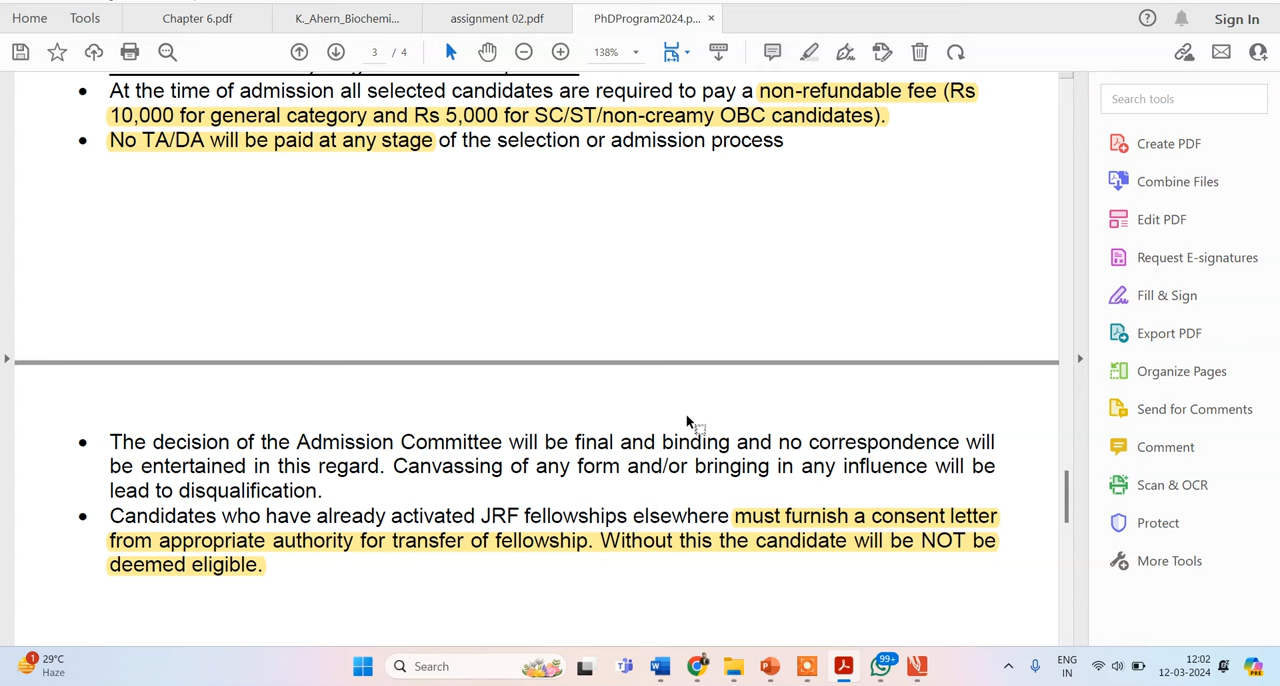 Home Tools Chapter 6.pdf K._Ahern_Biochemi... assignment 02.pdf PhDProgram2024.p... × Sign In
3 / 4 138%
• At the time of admission all selected candidates are required to pay a non-refundable fee (Rs
10,000 for general category and Rs 5,000 for SC/ST/non-creamy OBC candidates).
• No TA/DA will be paid at any stage of the selection or admission process
• The decision of the Admission Committee will be final and binding and no correspondence will
be entertained in this regard. Canvassing of any form and/or bringing in any influence will be
lead to disqualification.
• Candidates who have already activated JRF fellowships elsewhere must furnish a consent letter
from appropriate authority for transfer of fellowship. Without this the candidate will be NOT be
deemed eligible.
Search tools
Create PDF
Combine Files
Edit PDF
Request E-signatures
Fill & Sign
Export PDF
Organize Pages
Send for Comments
Comment
Scan & OCR
Protect
More Tools
1
29°C
Haze
Search
99+
ENG
IN
12:02
12-03-2024
PRE